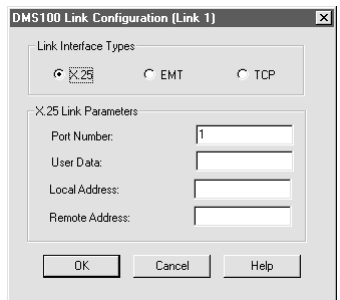 DMS100 Link Configuration (Link 1)
Link Interface Types
X.25 EMT TCP
X.25 Link Parameters
Port Number: 1
User Data:
Local Address:
Remote Address:
OK Cancel Help